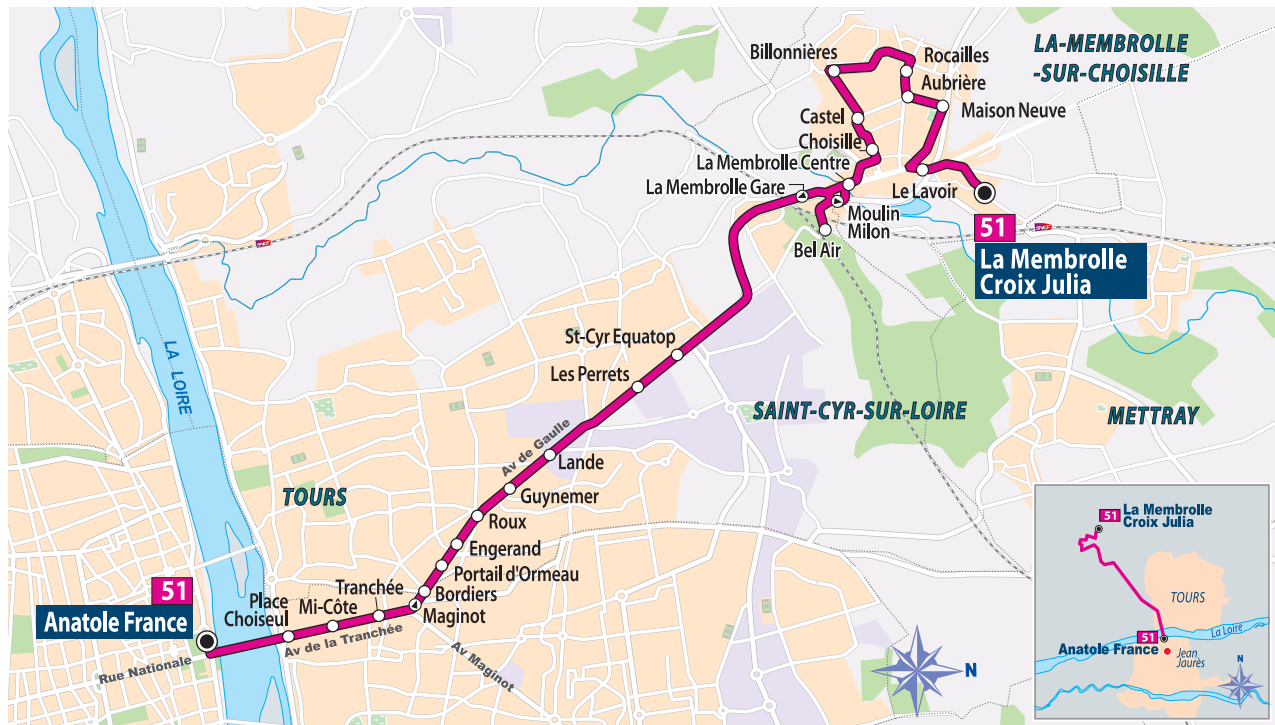 Billonnières
Rocailles
Aubrière
Maison Neuve
LA-MEMBROLLE
-SUR-CHOISILLE
Castel
Choisille
La Membrolle Centre
La Membrolle Gare
Le Lavoir
Moulin
Milon
Bel Air
51
La Membrolle
Croix Julia
SNCF
SNCF
St-Cyr Equatop
Les Perrets
SAINT-CYR-SUR-LOIRE
METTRAY
LA LOIRE
Av de Gaulle
Lande
Guynemer
TOURS
Roux
Engerand
Portail d'Ormeau
Bordiers
Maginot
Tranchée
Mi-Côte
Place
Choiseul
51
Anatole France
Av de la Tranchée
Rue Nationale
Av Maginot
N
51
La Membrolle
Croix Julia
TOURS
La Loire
51
Anatole France
Jean
Jaurès
N